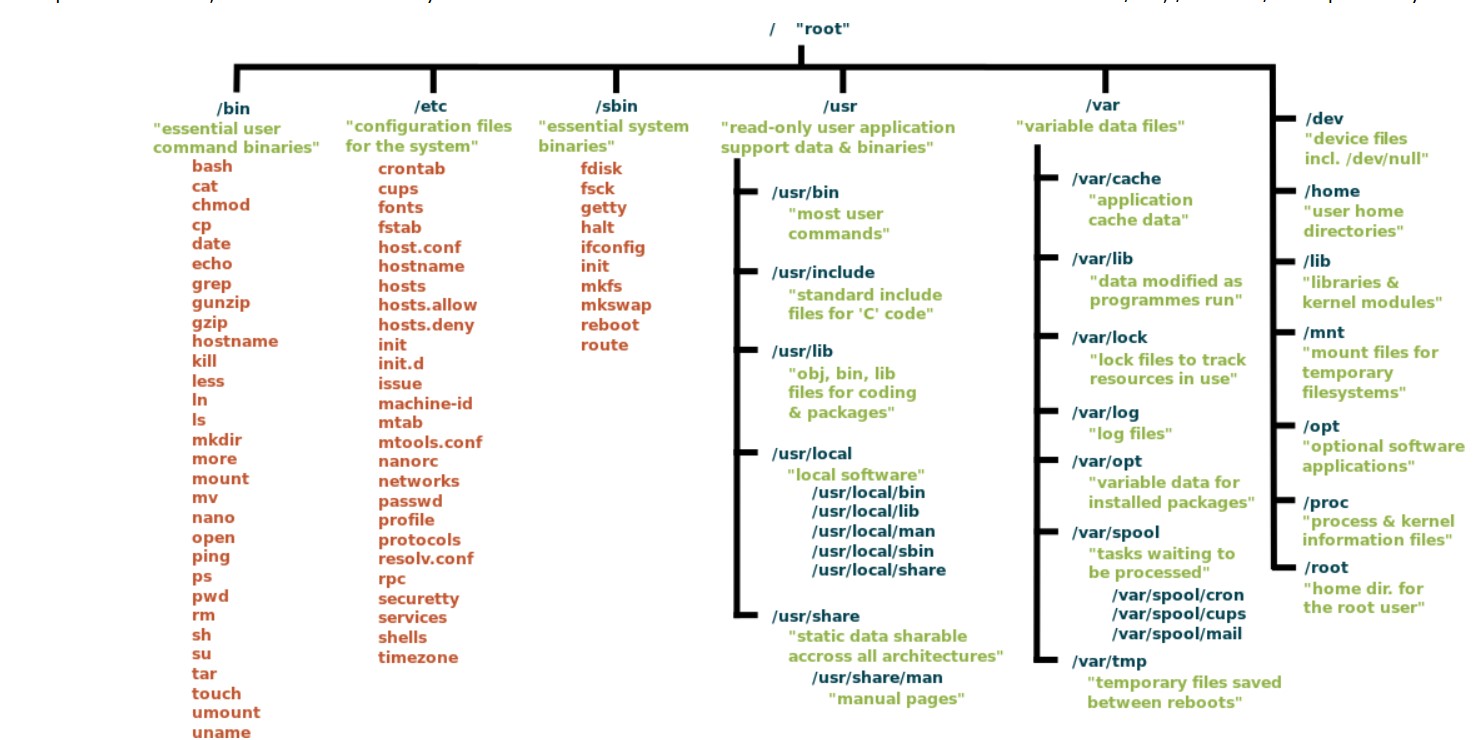 / "root"
/bin
"essential user
command binaries"
bash
cat
chmod
cp
date
echo
grep
gunzip
gzip
hostname
kill
less
ln
ls
mkdir
more
mount
mv
nano
open
ping
ps
pwd
rm
sh
su
tar
touch
umount
uname
/etc
"configuration files
for the system"
crontab
cups
fonts
fstab
host.conf
hostname
hosts
hosts.allow
hosts.deny
init
init.d
issue
machine-id
mtab
mtools.conf
nanorc
networks
passwd
profile
protocols
resolv.conf
rpc
securetty
services
shells
timezone
/sbin
"essential system
binaries"
fdisk
fsck
getty
halt
ifconfig
init
mkfs
mkswap
reboot
route
/usr
"read-only user application
support data & binaries"
/usr/bin
"most user
commands"
/usr/include
"standard include
files for 'C' code"
/usr/lib
"obj, bin, lib
files for coding
& packages"
/usr/local
"local software"
/usr/local/bin
/usr/local/lib
/usr/local/man
/usr/local/sbin
/usr/local/share
/usr/share
"static data sharable
accross all architectures"
/usr/share/man
"manual pages"
/var
"variable data files"
/var/cache
"application
cache data"
/var/lib
"data modified as
programmes run"
/var/lock
"lock files to track
resources in use"
/var/log
"log files"
/var/opt
"variable data for
installed packages"
/var/spool
"tasks waiting to
be processed"
/var/spool/cron
/var/spool/cups
/var/spool/mail
/var/tmp
"temporary files saved
between reboots"
/dev
"device files
incl. /dev/null"
/home
"user home
directories"
/lib
"libraries &
kernel modules"
/mnt
"mount files for
temporary
filesystems"
/opt
"optional software
applications"
/proc
"process & kernel
information files"
/root
"home dir. for
the root user"